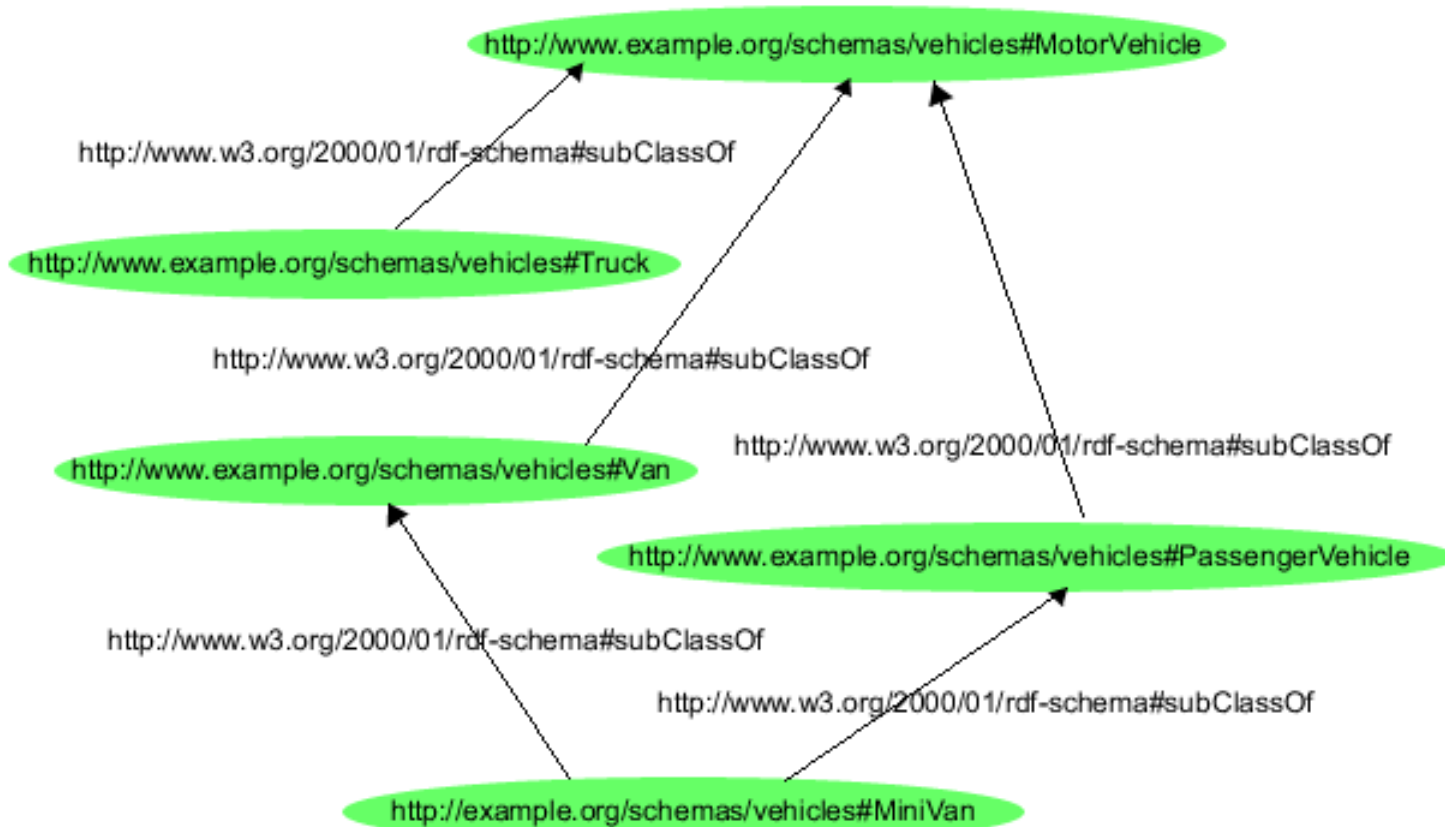 http://www.example.org/schemas/vehicles#MotorVehicle
http://www.w3.org/2000/01/rdf-schema#subClassOf
http://www.example.org/schemas/vehicles#Truck
http://www.w3.org/2000/01/rdf-schema#subClassOf
http://www.w3.org/2000/01/rdf-schema#subClassOf
http://www.example.org/schemas/vehicles#Van
http://www.example.org/schemas/vehicles#PassengerVehicle
http://www.w3.org/2000/01/rdf-schema#subClassOf
http://www.w3.org/2000/01/rdf-schema#subClassOf
http://example.org/schemas/vehicles#MiniVan